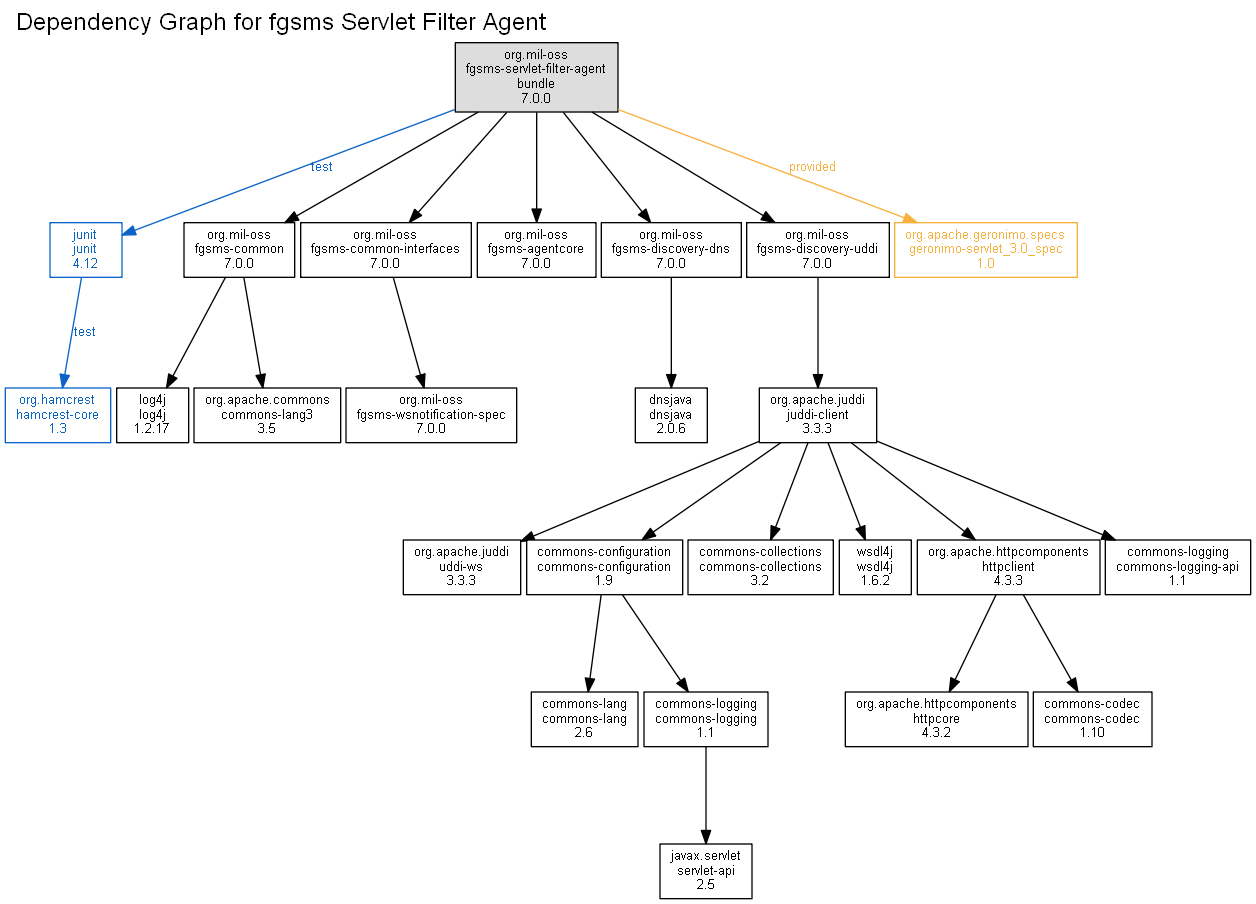 Dependency Graph for fgsms Servlet Filter Agent
org.mil-oss
fgsms-servlet-filter-agent
bundle
7.0.0
test
provided
junit
junit
4.12
org.mil-oss
fgsms-common
7.0.0
org.mil-oss
fgsms-common-interfaces
7.0.0
org.mil-oss
fgsms-agentcore
7.0.0
org.mil-oss
fgsms-discovery-dns
7.0.0
org.mil-oss
fgsms-discovery-uddi
7.0.0
org.apache.geronimo.specs
geronimo-servlet_3.0_spec
1.0
test
org.hamcrest
hamcrest-core
1.3
log4j
log4j
1.2.17
org.apache.commons
commons-lang3
3.5
org.mil-oss
fgsms-wsnotification-spec
7.0.0
dnsjava
dnsjava
2.0.6
org.apache.juddi
juddi-client
3.3.3
org.apache.juddi
uddi-ws
3.3.3
commons-configuration
commons-configuration
1.9
commons-collections
commons-collections
3.2
wsdl4j
wsdl4j
1.6.2
org.apache.httpcomponents
httpclient
4.3.3
commons-logging
commons-logging-api
1.1
commons-lang
commons-lang
2.6
commons-logging
commons-logging
1.1
org.apache.httpcomponents
httpcore
4.3.2
commons-codec
commons-codec
1.10
javax.servlet
servlet-api
2.5